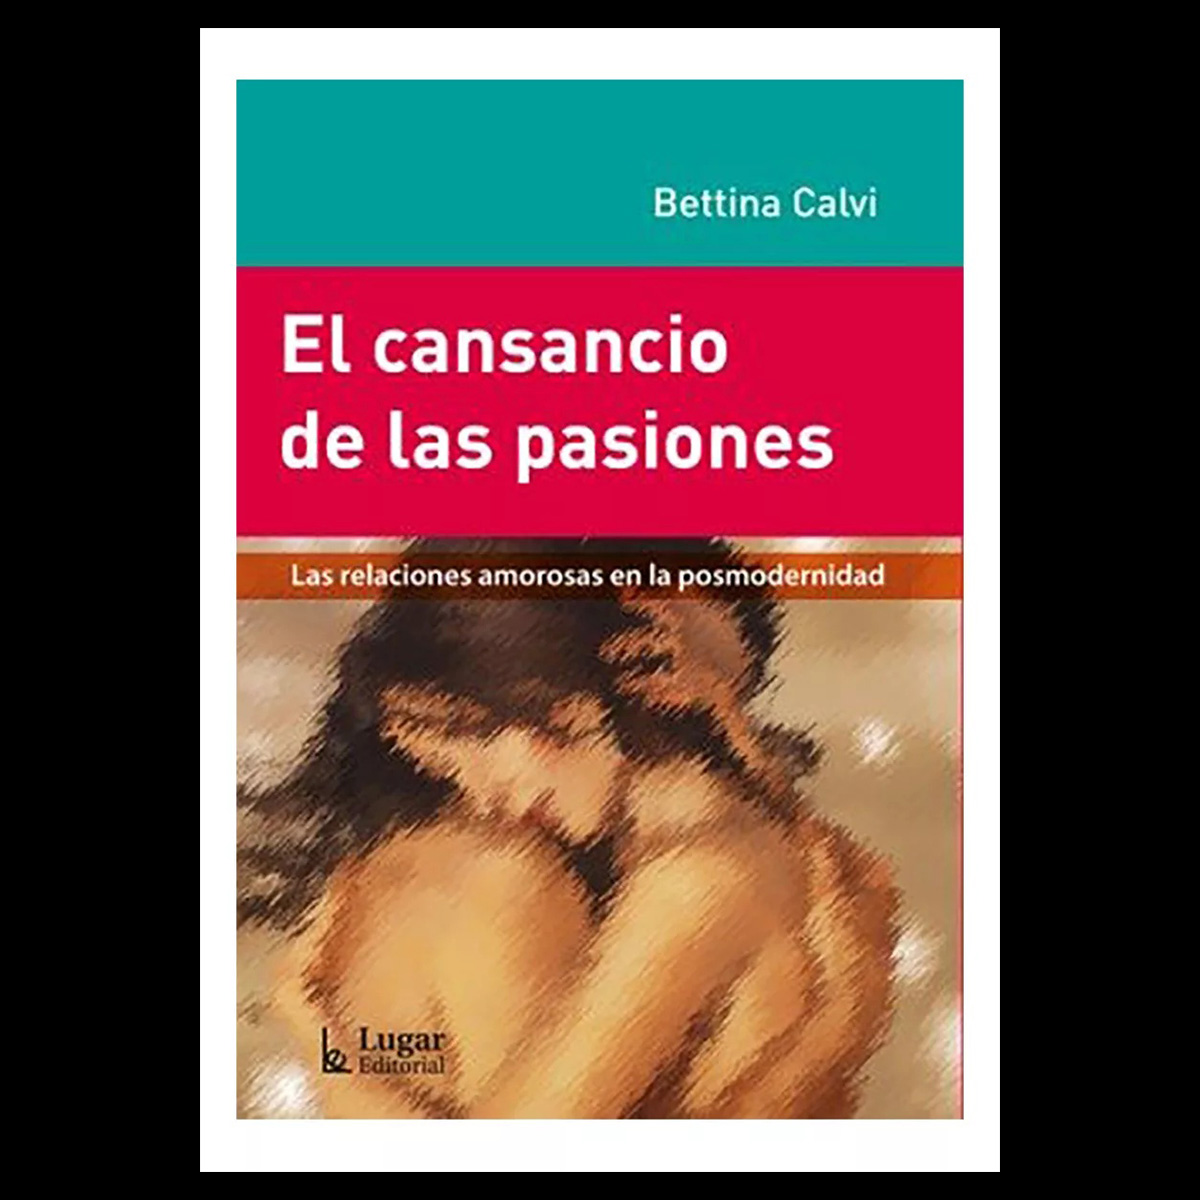 Bettina Calvi
El cansancio
de las pasiones
Las relaciones amorosas en la posmodernidad
Lugar
Editorial